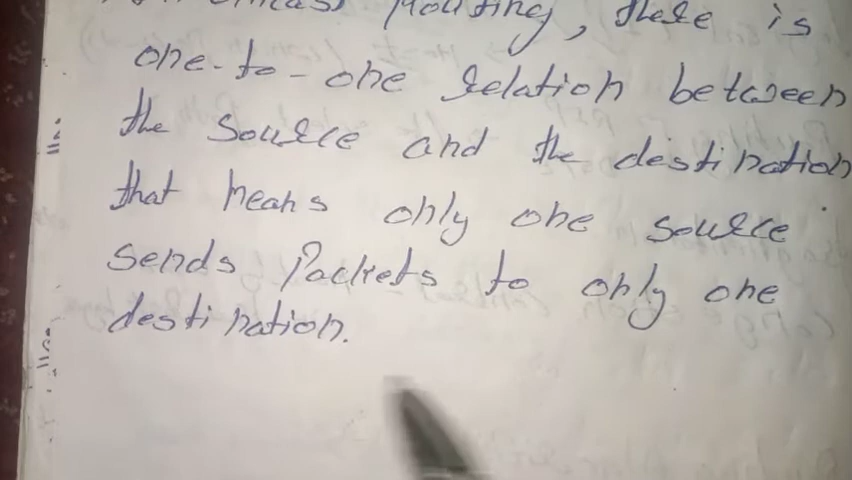 Routing, there is
one-to-one relation between
the source and the destination
that means only one source
sends Packets to only one
destination.